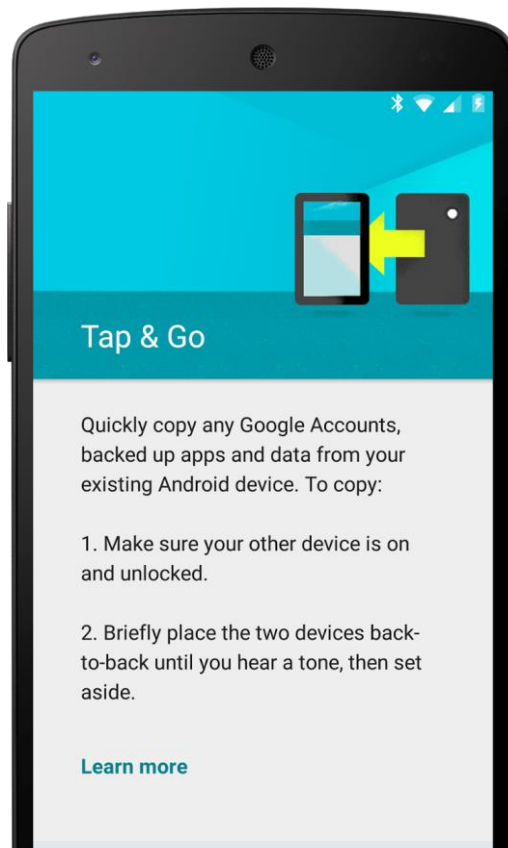 Tap & Go
Quickly copy any Google Accounts,
backed up apps and data from your
existing Android device. To copy:
1. Make sure your other device is on
and unlocked.
2. Briefly place the two devices back-
to-back until you hear a tone, then set
aside.
Learn more